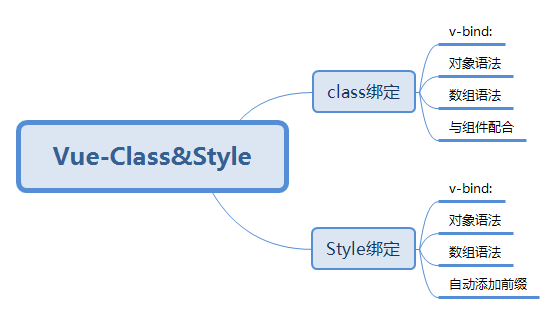 Vue-Class&Style
class绑定
v-bind:
对象语法
数组语法
与组件配合
Style绑定
v-bind:
对象语法
数组语法
自动添加前缀